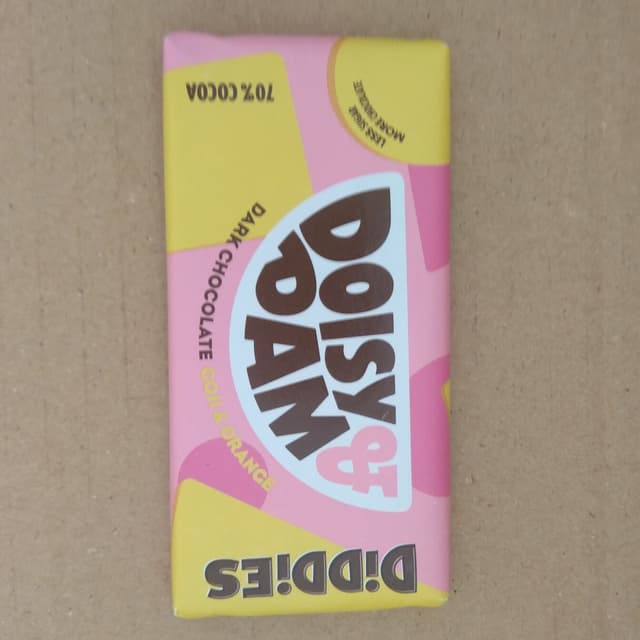 DOISY
& DAM
DARK CHOCOLATE GOJI & ORANGE
DiDDiES
70% COCOA
LESS SUGAR
MORE CHOCOLATE